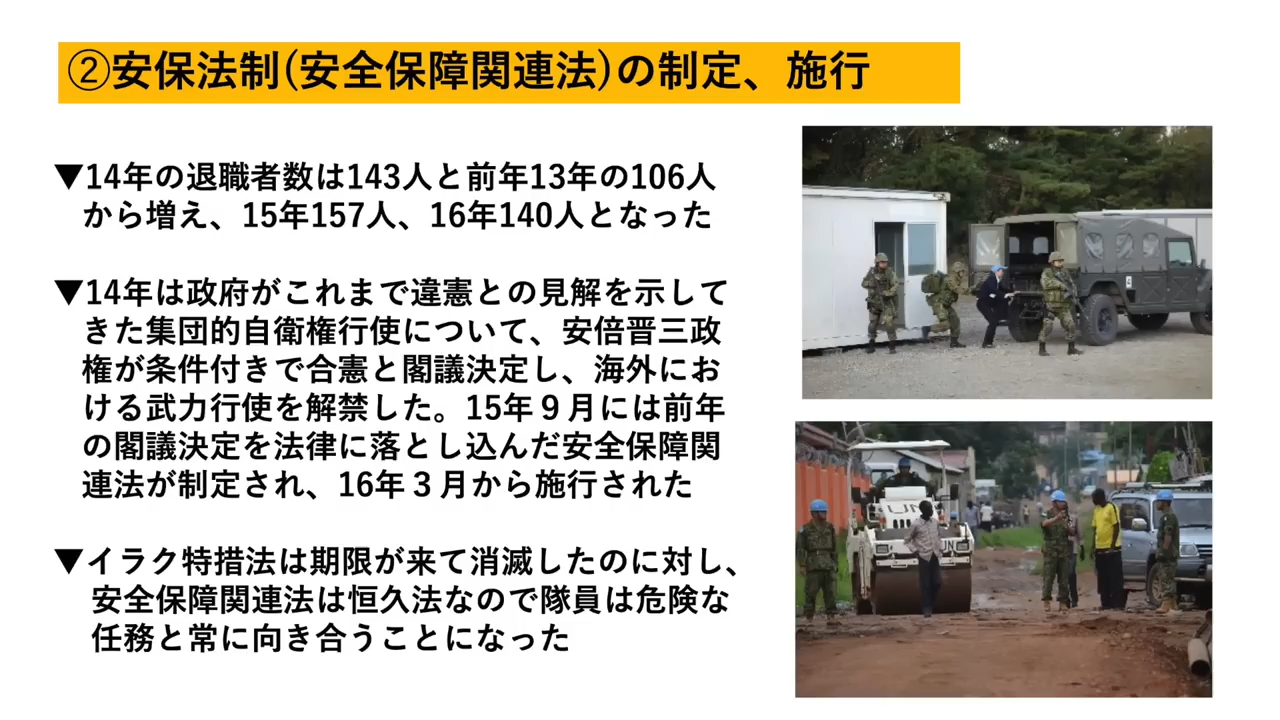 ②安保法制(安全保障関連法)の制定、施行
▼14年の退職者数は143人と前年13年の106人
から増え、15年157人、16年140人となった
▼14年は政府がこれまで違憲との見解を示して
きた集団的自衛権行使について、安倍晋三政
権が条件付きで合憲と閣議決定し、海外にお
ける武力行使を解禁した。15年９月には前年
の閣議決定を法律に落とし込んだ安全保障関
連法が制定され、16年３月から施行された
▼イラク特措法は期限が来て消滅したのに対し、
安全保障関連法は恒久法なので隊員は危険な
任務と常に向き合うことになった
UN
UN